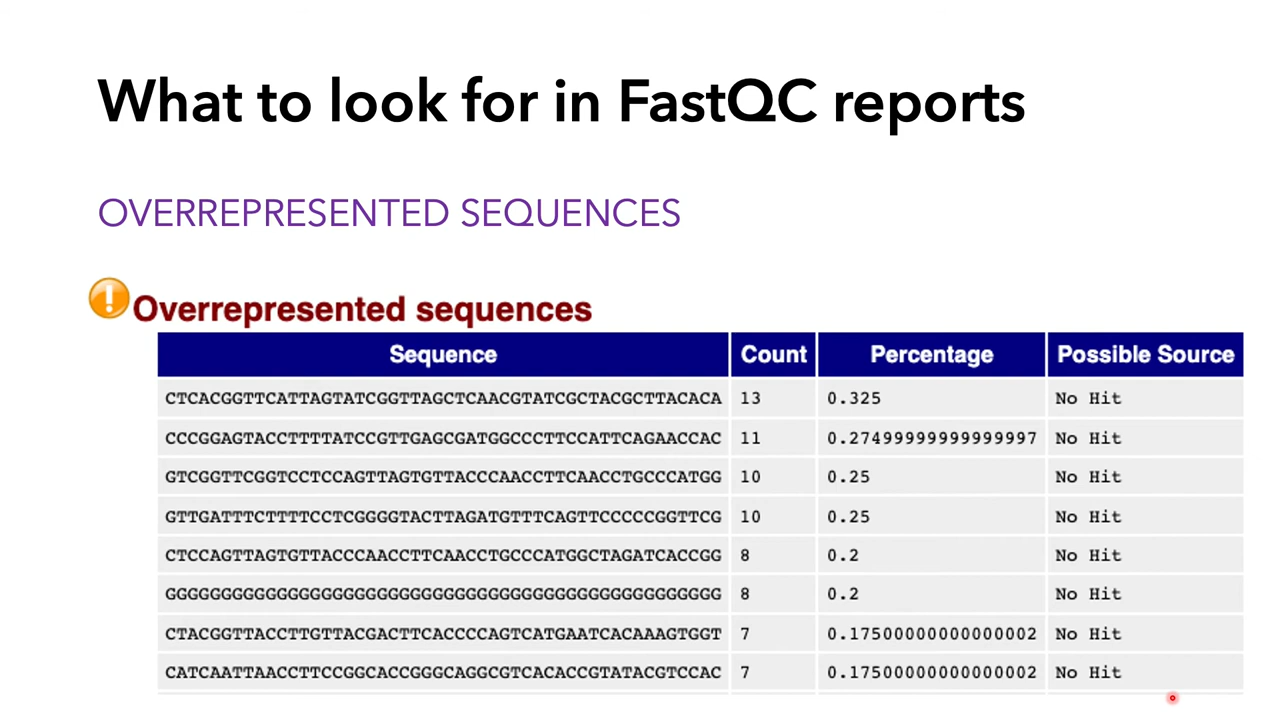 What to look for in FastQC reports
OVERREPRESENTED SEQUENCES
Overrepresented sequences
Sequence Count Percentage Possible Source
CTCACGGTTCATTAGTATCGGTTAGCTCAACGTATCGCTACGCTTACACA 13 0.325 No Hit
CCCGGAGTACCTTTTATCCGTTGAGCGATGGCCCTTCCATTCAGAACCAC 11 0.27499999999999997 No Hit
GTCGGTTCGGTCCTCCAGTTAGTGTTACCCAACCTTCAACCTGCCCATGG 10 0.25 No Hit
GTTGATTTCTTTTCCTCGGGGTACTTAGATGTTTCAGTTCCCCCGGTTCG 10 0.25 No Hit
CTCCAGTTAGTGTTACCCAACCTTCAACCTGCCCATGGCTAGATCACCGG 8 0.2 No Hit
GGGGGGGGGGGGGGGGGGGGGGGGGGGGGGGGGGGGGGGGGGGGGGGGGG 8 0.2 No Hit
CTACGGTTACCTTGTTACGACTTCACCCCAGTCATGAATCACAAAGTGGT 7 0.17500000000000002 No Hit
CATCAATTAACCTTCCGGCACCGGGCAGGCGTCACACCGTATACGTCCAC 7 0.17500000000000002 No Hit